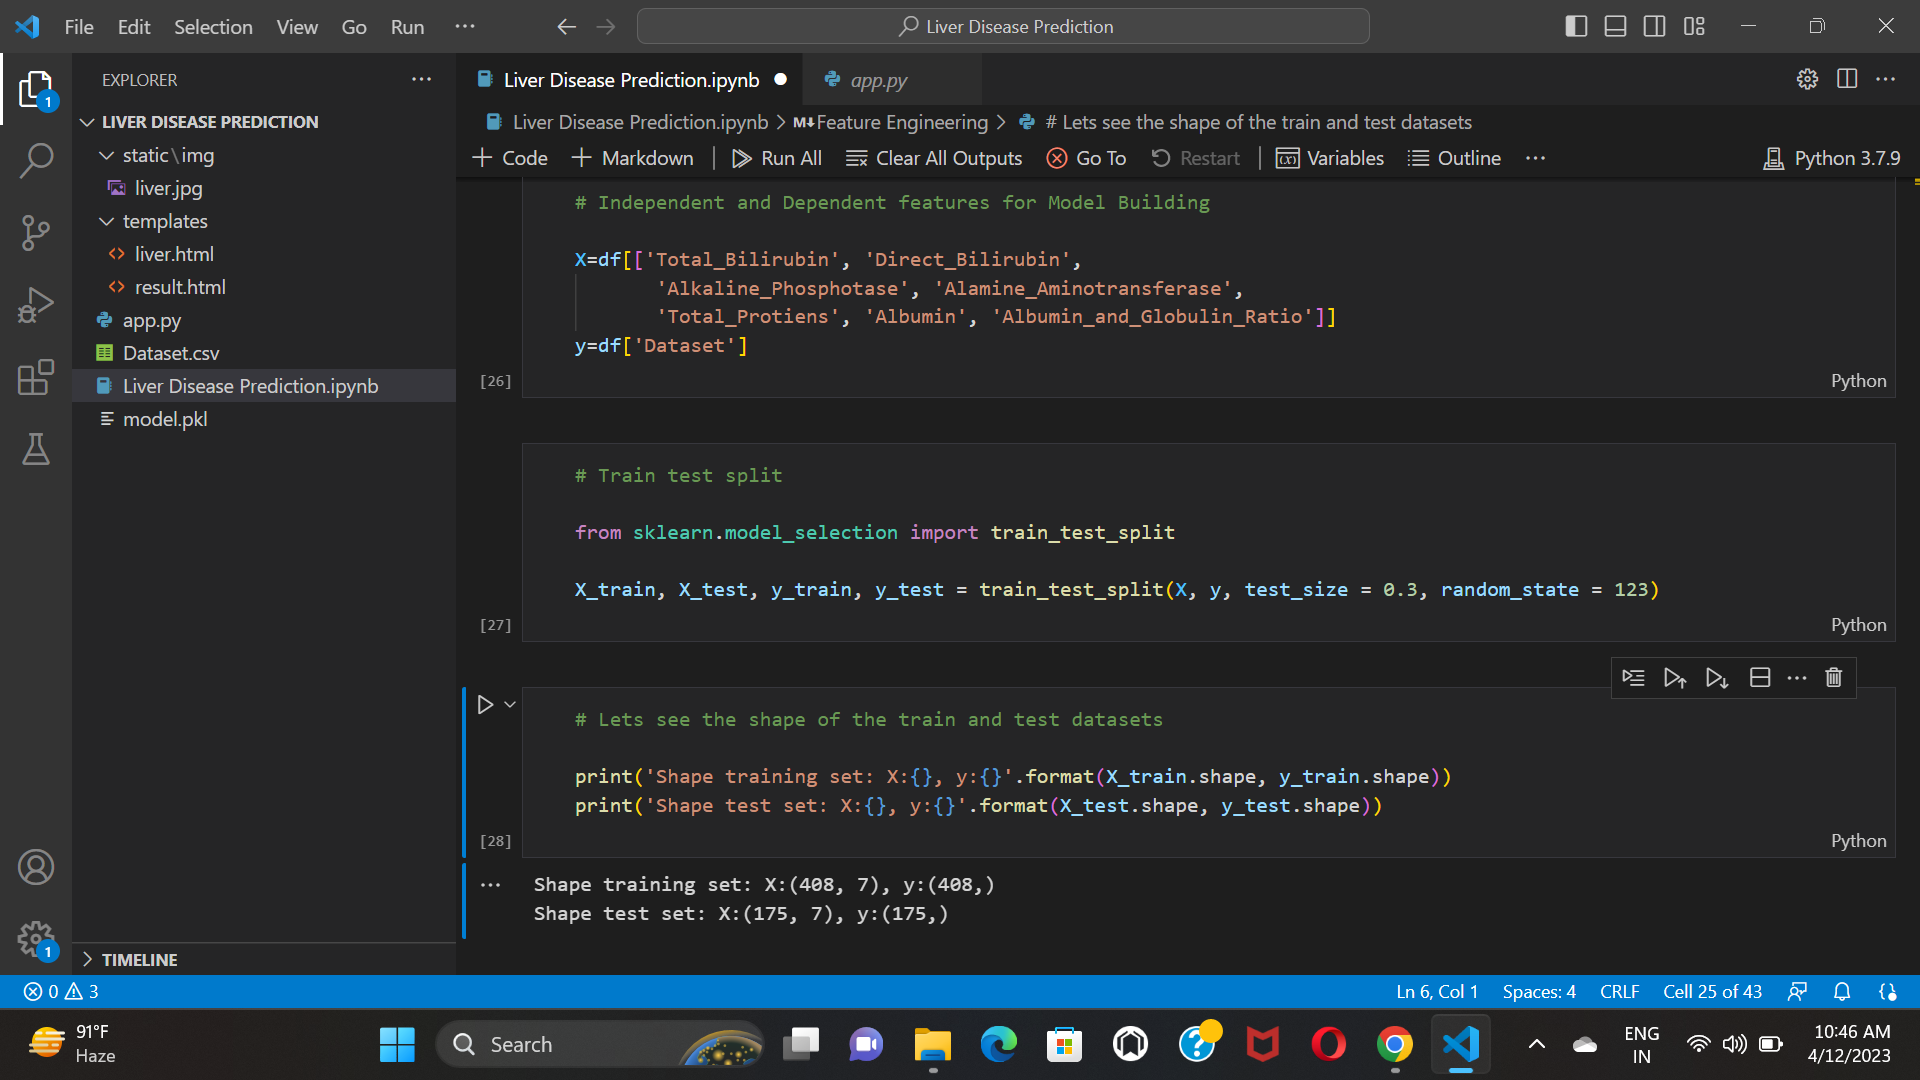 File Edit Selection View Go Run ···
Liver Disease Prediction
EXPLORER
LIVER DISEASE PREDICTION
static\img
liver.jpg
templates
liver.html
result.html
app.py
Dataset.csv
Liver Disease Prediction.ipynb
model.pkl
TIMELINE
1
1
Liver Disease Prediction.ipynb
app.py
Liver Disease Prediction.ipynb > M↓Feature Engineering > # Lets see the shape of the train and test datasets
+ Code + Markdown | Run All Clear All Outputs Go To Restart | Variables Outline ··· Python 3.7.9
# Independent and Dependent features for Model Building
X=df[['Total_Bilirubin', 'Direct_Bilirubin',
'Alkaline_Phosphotase', 'Alamine_Aminotransferase',
'Total_Protiens', 'Albumin', 'Albumin_and_Globulin_Ratio']]
y=df['Dataset']
[26] Python
# Train test split
from sklearn.model_selection import train_test_split
X_train, X_test, y_train, y_test = train_test_split(X, y, test_size = 0.3, random_state = 123)
[27] Python
# Lets see the shape of the train and test datasets
print('Shape training set: X:{}, y:{}'.format(X_train.shape, y_train.shape))
print('Shape test set: X:{}, y:{}'.format(X_test.shape, y_test.shape))
[28] Python
Shape training set: X:(408, 7), y:(408,)
Shape test set: X:(175, 7), y:(175,)
0 3 Ln 6, Col 1 Spaces: 4 CRLF Cell 25 of 43
91°F
Haze
Search
ENG
IN
10:46 AM
4/12/2023